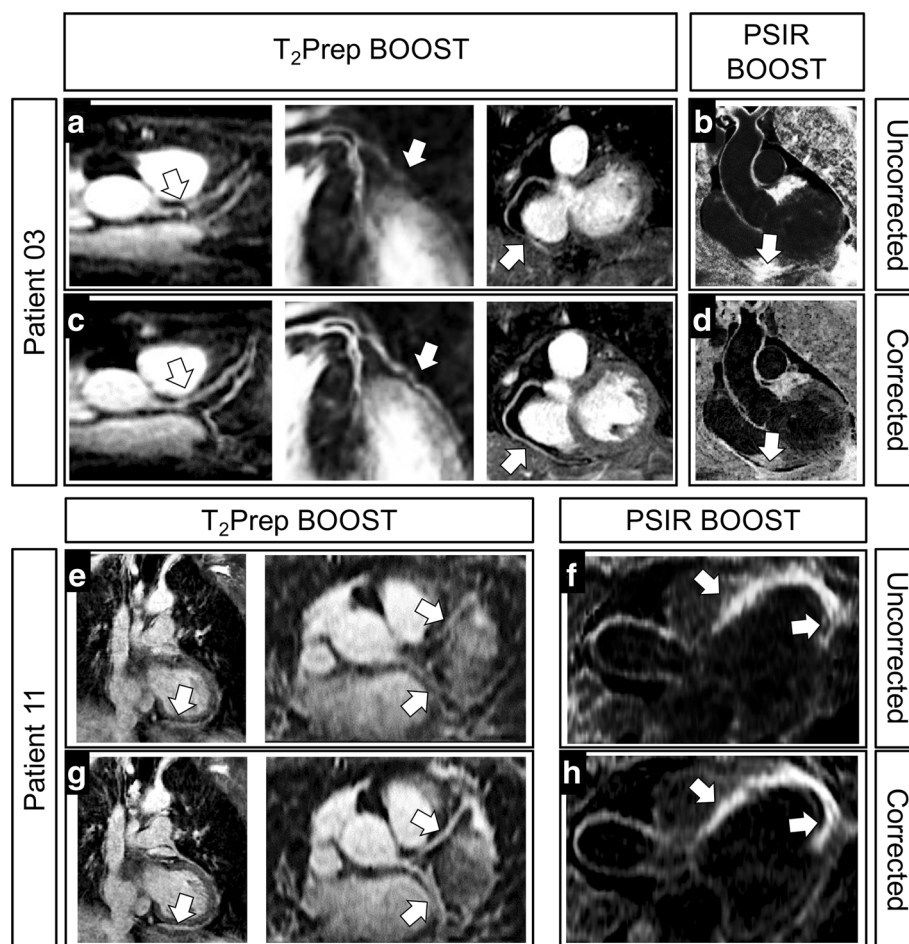 T₂Prep BOOST
PSIR
BOOST
Patient 03
a
b
Uncorrected
c
d
Corrected
T₂Prep BOOST
PSIR BOOST
Patient 11
e
f
Uncorrected
g
h
Corrected